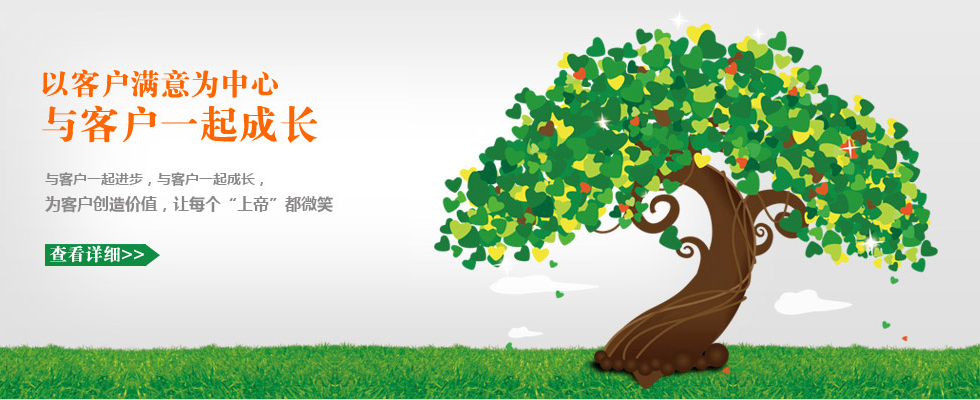 以客户满意为中心
与客户一起成长
与客户一起进步，与客户一起成长，
为客户创造价值，让每个“上帝”都微笑
查看详细>>